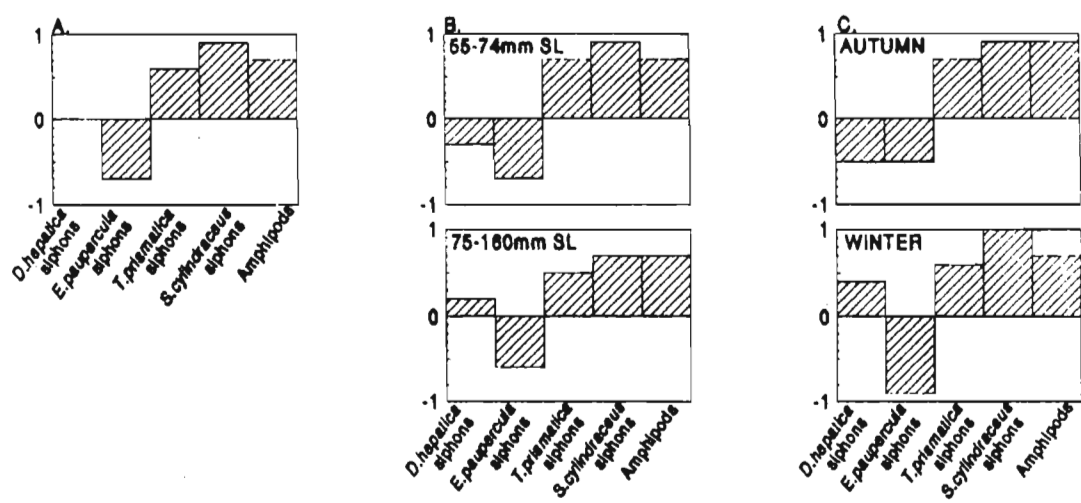 A.
1
0
-1
D.hepatica
siphons
E.paupercula
siphons
T.prismatica
siphons
S.cylindraceus
siphons
Amphipods
B.
55-74mm SL
1
0
-1
75-160mm SL
1
0
-1
D.hepatica
siphons
E.paupercula
siphons
T.prismatica
siphons
S.cylindraceus
siphons
Amphipods
C.
AUTUMN
1
0
-1
WINTER
1
0
-1
D.hepatica
siphons
E.paupercula
siphons
T.prismatica
siphons
S.cylindraceus
siphons
Amphipods